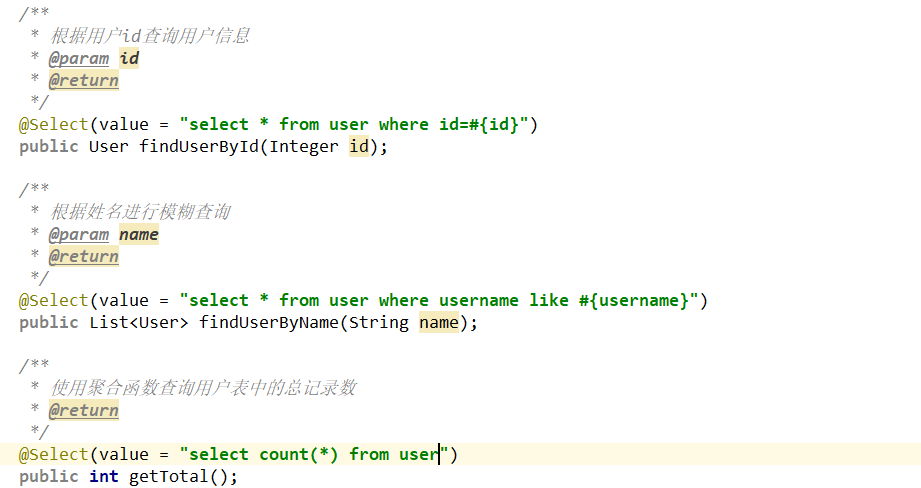 /**
 * 根据用户id查询用户信息
 * @param id
 * @return
 */
@Select(value = "select * from user where id=#{id}")
public User findUserById(Integer id);

/**
 * 根据姓名进行模糊查询
 * @param name
 * @return
 */
@Select(value = "select * from user where username like #{username}")
public List<User> findUserByName(String name);

/**
 * 使用聚合函数查询用户表中的总记录数
 * @return
 */
@Select(value = "select count(*) from user")
public int getTotal();